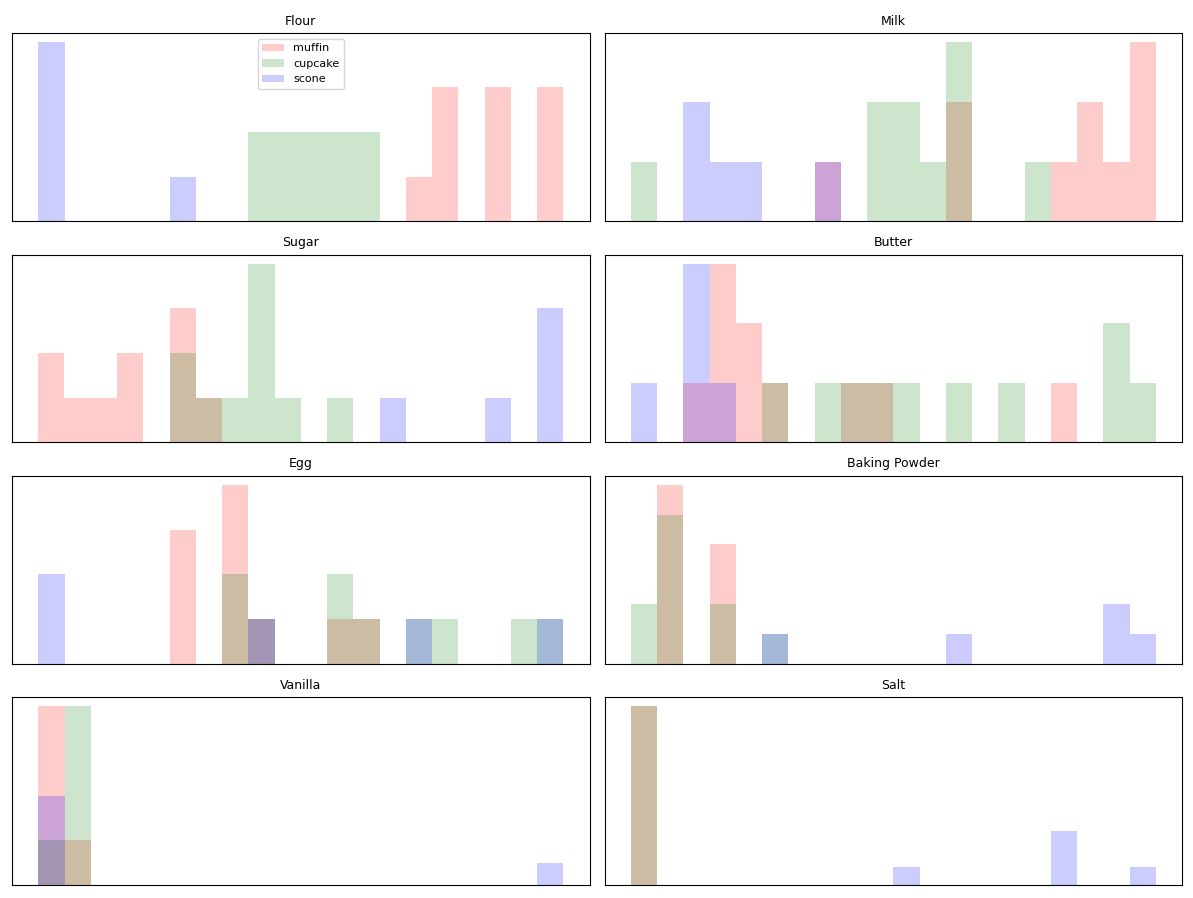 Flour
muffin
cupcake
scone
Milk
Sugar
Butter
Egg
Baking Powder
Vanilla
Salt